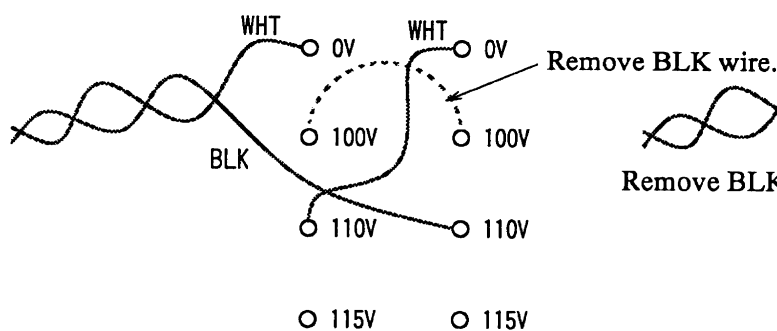 WHT
WHT
0V
0V
Remove BLK wire.
100V
100V
BLK
Remove BLK
110V
110V
115V
115V